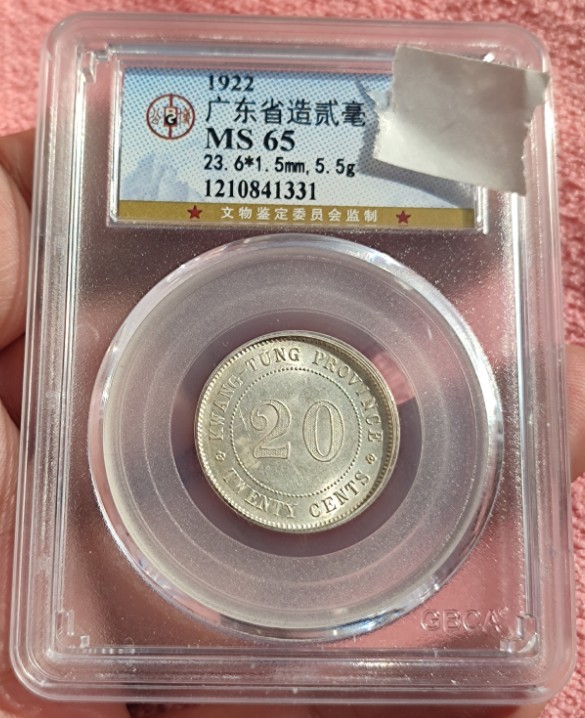 1922
广东省造贰毫
MS 65
23.6*1.5mm, 5.5g
1210841331
★ 文物鉴定委员会监制 ★
KWANG-TUNG PROVINCE
20
TWENTY CENTS
GBCA